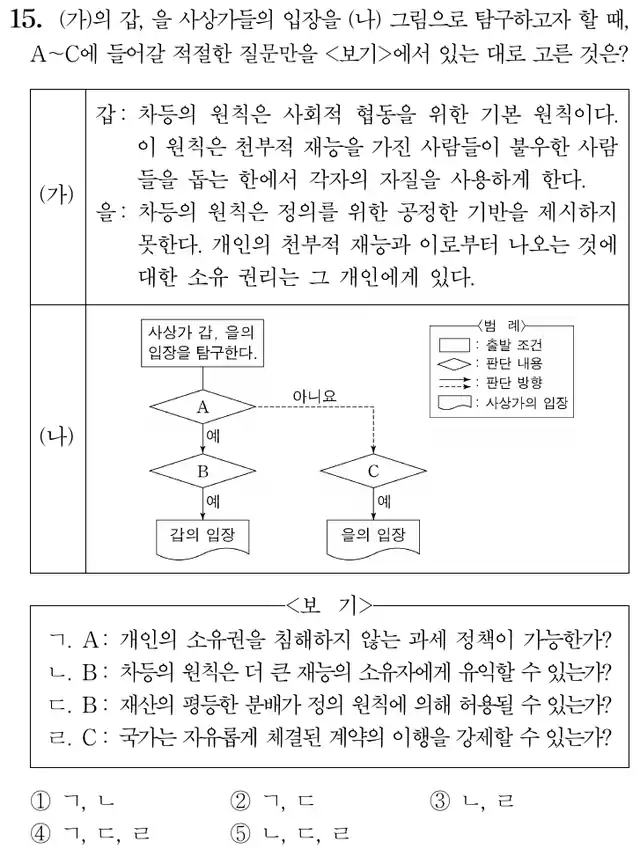 15. (가)의 갑, 을 사상가들의 입장을 (나) 그림으로 탐구하고자 할 때,
A~C에 들어갈 적절한 질문만을 <보기>에서 있는 대로 고른 것은?
(가)
갑: 차등의 원칙은 사회적 협동을 위한 기본 원칙이다.
이 원칙은 천부적 재능을 가진 사람들이 불우한 사람
들을 돕는 한에서 각자의 자질을 사용하게 한다.
을: 차등의 원칙은 정의를 위한 공정한 기반을 제시하지
못한다. 개인의 천부적 재능과 이로부터 나오는 것에
대한 소유 권리는 그 개인에게 있다.
(나)
사상가 갑, 을의
입장을 탐구한다.
A
아니요
예
B
C
예
예
갑의 입장
을의 입장
<범 례>
: 출발 조건
: 판단 내용
: 판단 방향
: 사상가의 입장
<보 기>
ㄱ. A: 개인의 소유권을 침해하지 않는 과세 정책이 가능한가?
ㄴ. B: 차등의 원칙은 더 큰 재능의 소유자에게 유익할 수 있는가?
ㄷ. B: 재산의 평등한 분배가 정의 원칙에 의해 허용될 수 있는가?
ㄹ. C: 국가는 자유롭게 체결된 계약의 이행을 강제할 수 있는가?
① ㄱ, ㄴ ② ㄱ, ㄷ ③ ㄴ, ㄹ
④ ㄱ, ㄷ, ㄹ ⑤ ㄴ, ㄷ, ㄹ